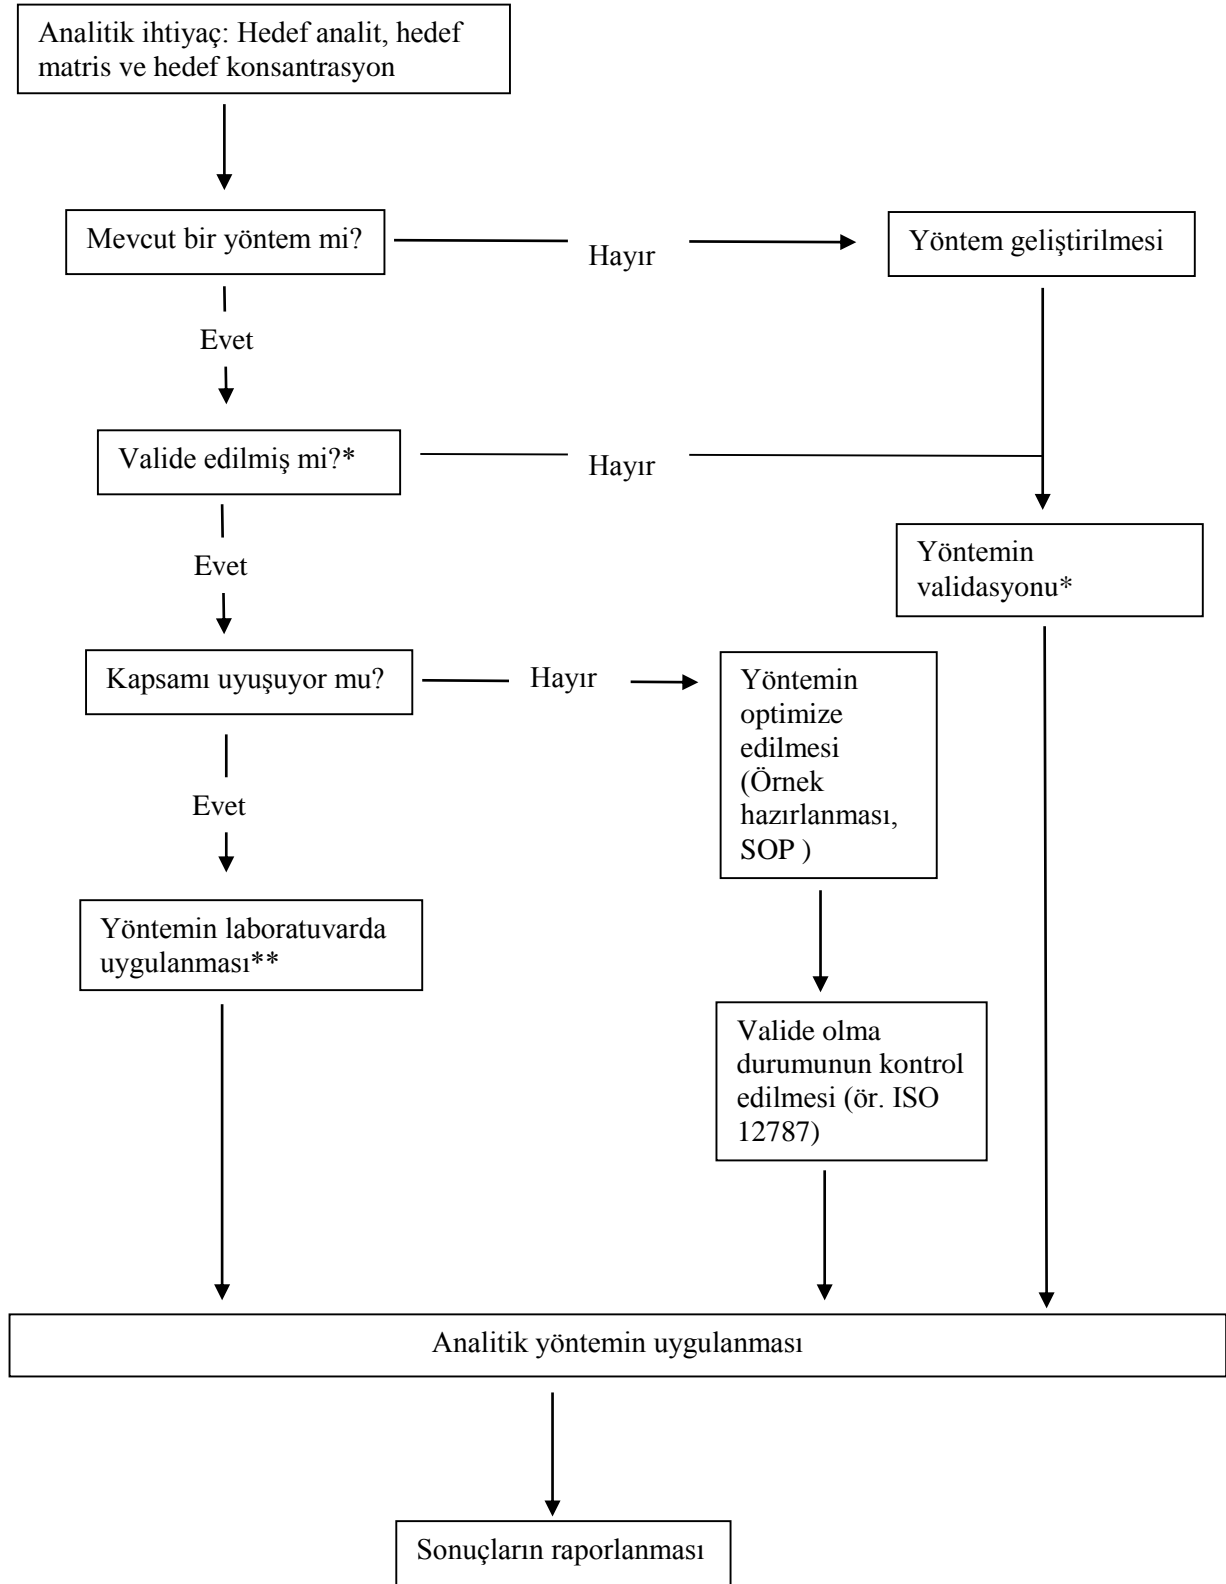 Analitik ihtiyaç: Hedef analit, hedef
matris ve hedef konsantrasyon
Mevcut bir yöntem mi?
Hayır
Yöntem geliştirilmesi
Evet
Valide edilmiş mi?*
Hayır
Evet
Yöntemin
validasyonu*
Kapsamı uyuşuyor mu?
Hayır
Yöntemin
optimize
edilmesi
(Örnek
hazırlanması,
SOP )
Evet
Yöntemin laboratuvarda
uygulanması**
Valide olma
durumunun kontrol
edilmesi (ör. ISO
12787)
Analitik yöntemin uygulanması
Sonuçların raporlanması